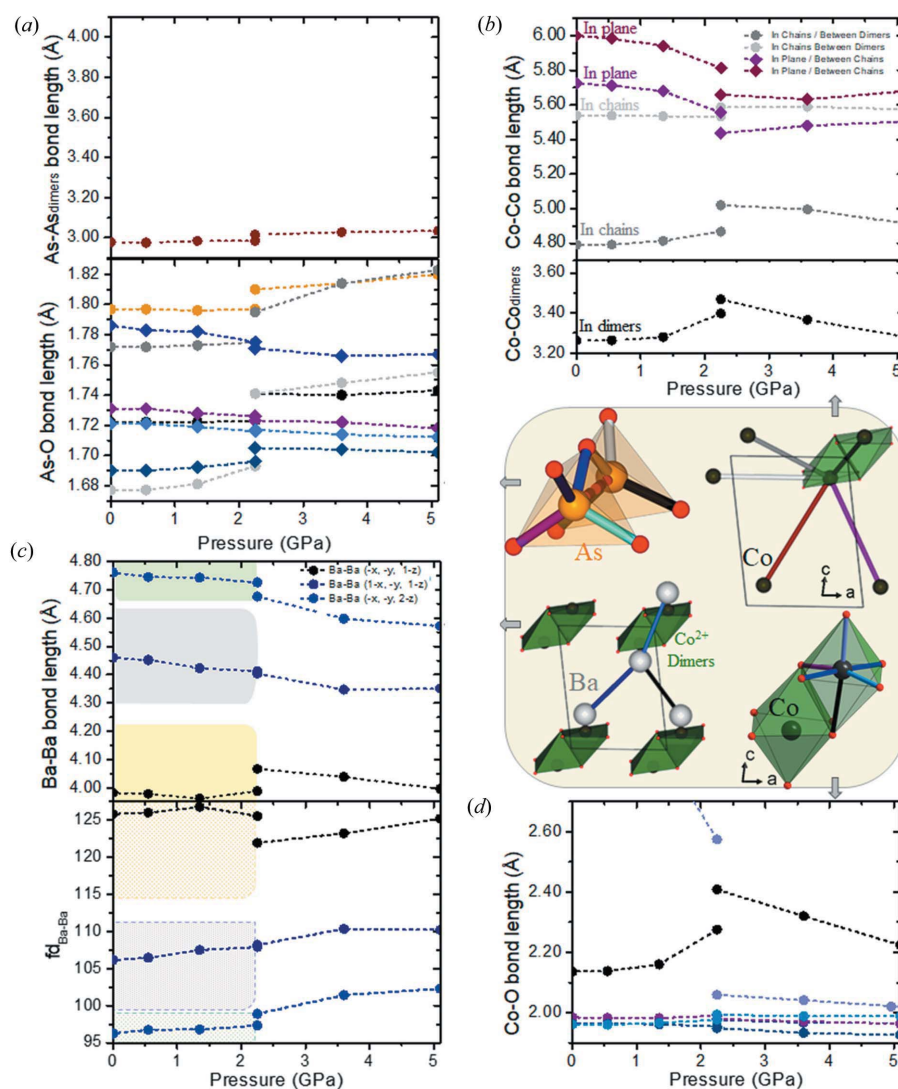 (a)
4.00
3.80
3.60
3.40
3.20
3.00
As-Asdimers bond length (Å)
0 1 2 3 4 5
1.82
1.80
1.78
1.76
1.74
1.72
1.70
1.68
As-O bond length (Å)
0 1 2 3 4 5
Pressure (GPa)
(b)
6.00
5.80
5.60
5.40
5.00
4.80
Co-Co bond length (Å)
In plane
In plane
In chains
In chains
In Chains / Between Dimers
In Chains Between Dimers
In Plane / Between Chains
In Plane / Between Chains
3.60
3.40
3.20
Co-Codimers
In dimers
0 1 2 3 4 5
Pressure (GPa)
As
Co
c
a
Co2+
Dimers
Ba
Co
c
a
(c)
4.80
4.70
4.60
4.50
4.40
4.30
4.20
4.10
4.00
Ba-Ba bond length (Å)
Ba-Ba (-x, -y, 1-z)
Ba-Ba (1-x, -y, 1-z)
Ba-Ba (-x, -y, 2-z)
125
120
115
110
105
100
95
fdBa-Ba
0 1 2 3 4 5
Pressure (GPa)
(d)
2.60
2.40
2.20
2.00
Co-O bond length (Å)
0 1 2 3 4 5
Pressure (GPa)